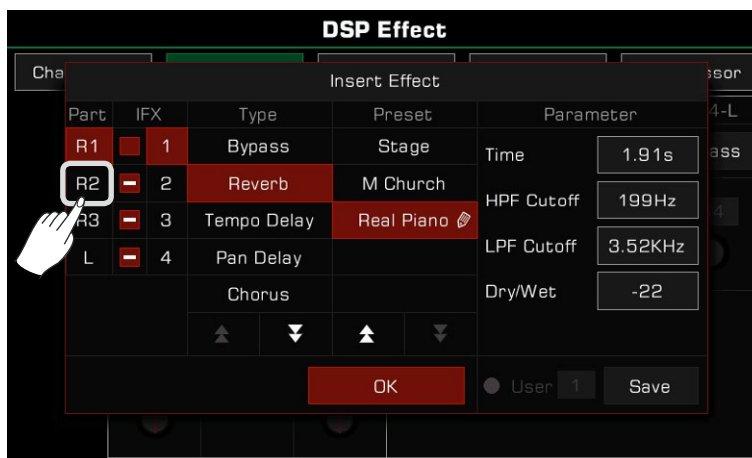 DSP Effect
Cha
ssor
Insert Effect
Part IFX Type Preset Parameter
4-L
R1 1 Bypass Stage
Time 1.91s
ass
R2 2 Reverb M Church
HPF Cutoff 199Hz
R3 3 Tempo Delay Real Piano
4
LPF Cutoff 3.52KHz
L 4 Pan Delay
Chorus
Dry/Wet -22
OK
User 1 Save